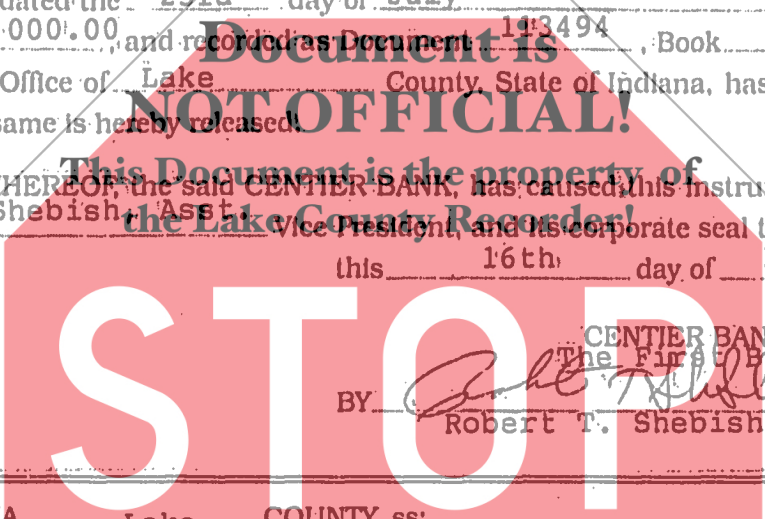 dated the 23rd day of July
000.00, and recorded as Document 113494, Book
Document is
Office of Lake County, State of Indiana, has
NOT OFFICIAL!
same is hereby released.
This Document is the property of
HEREOF, the said CENTIER BANK, has caused this instru
Shebish, Asst. Vice President, and its corporate seal t
the Lake County Recorder!
this 16th day of
STOP
CENTIER BAN
The First B
BY
Robert T. Shebish
A Lake COUNTY ss: